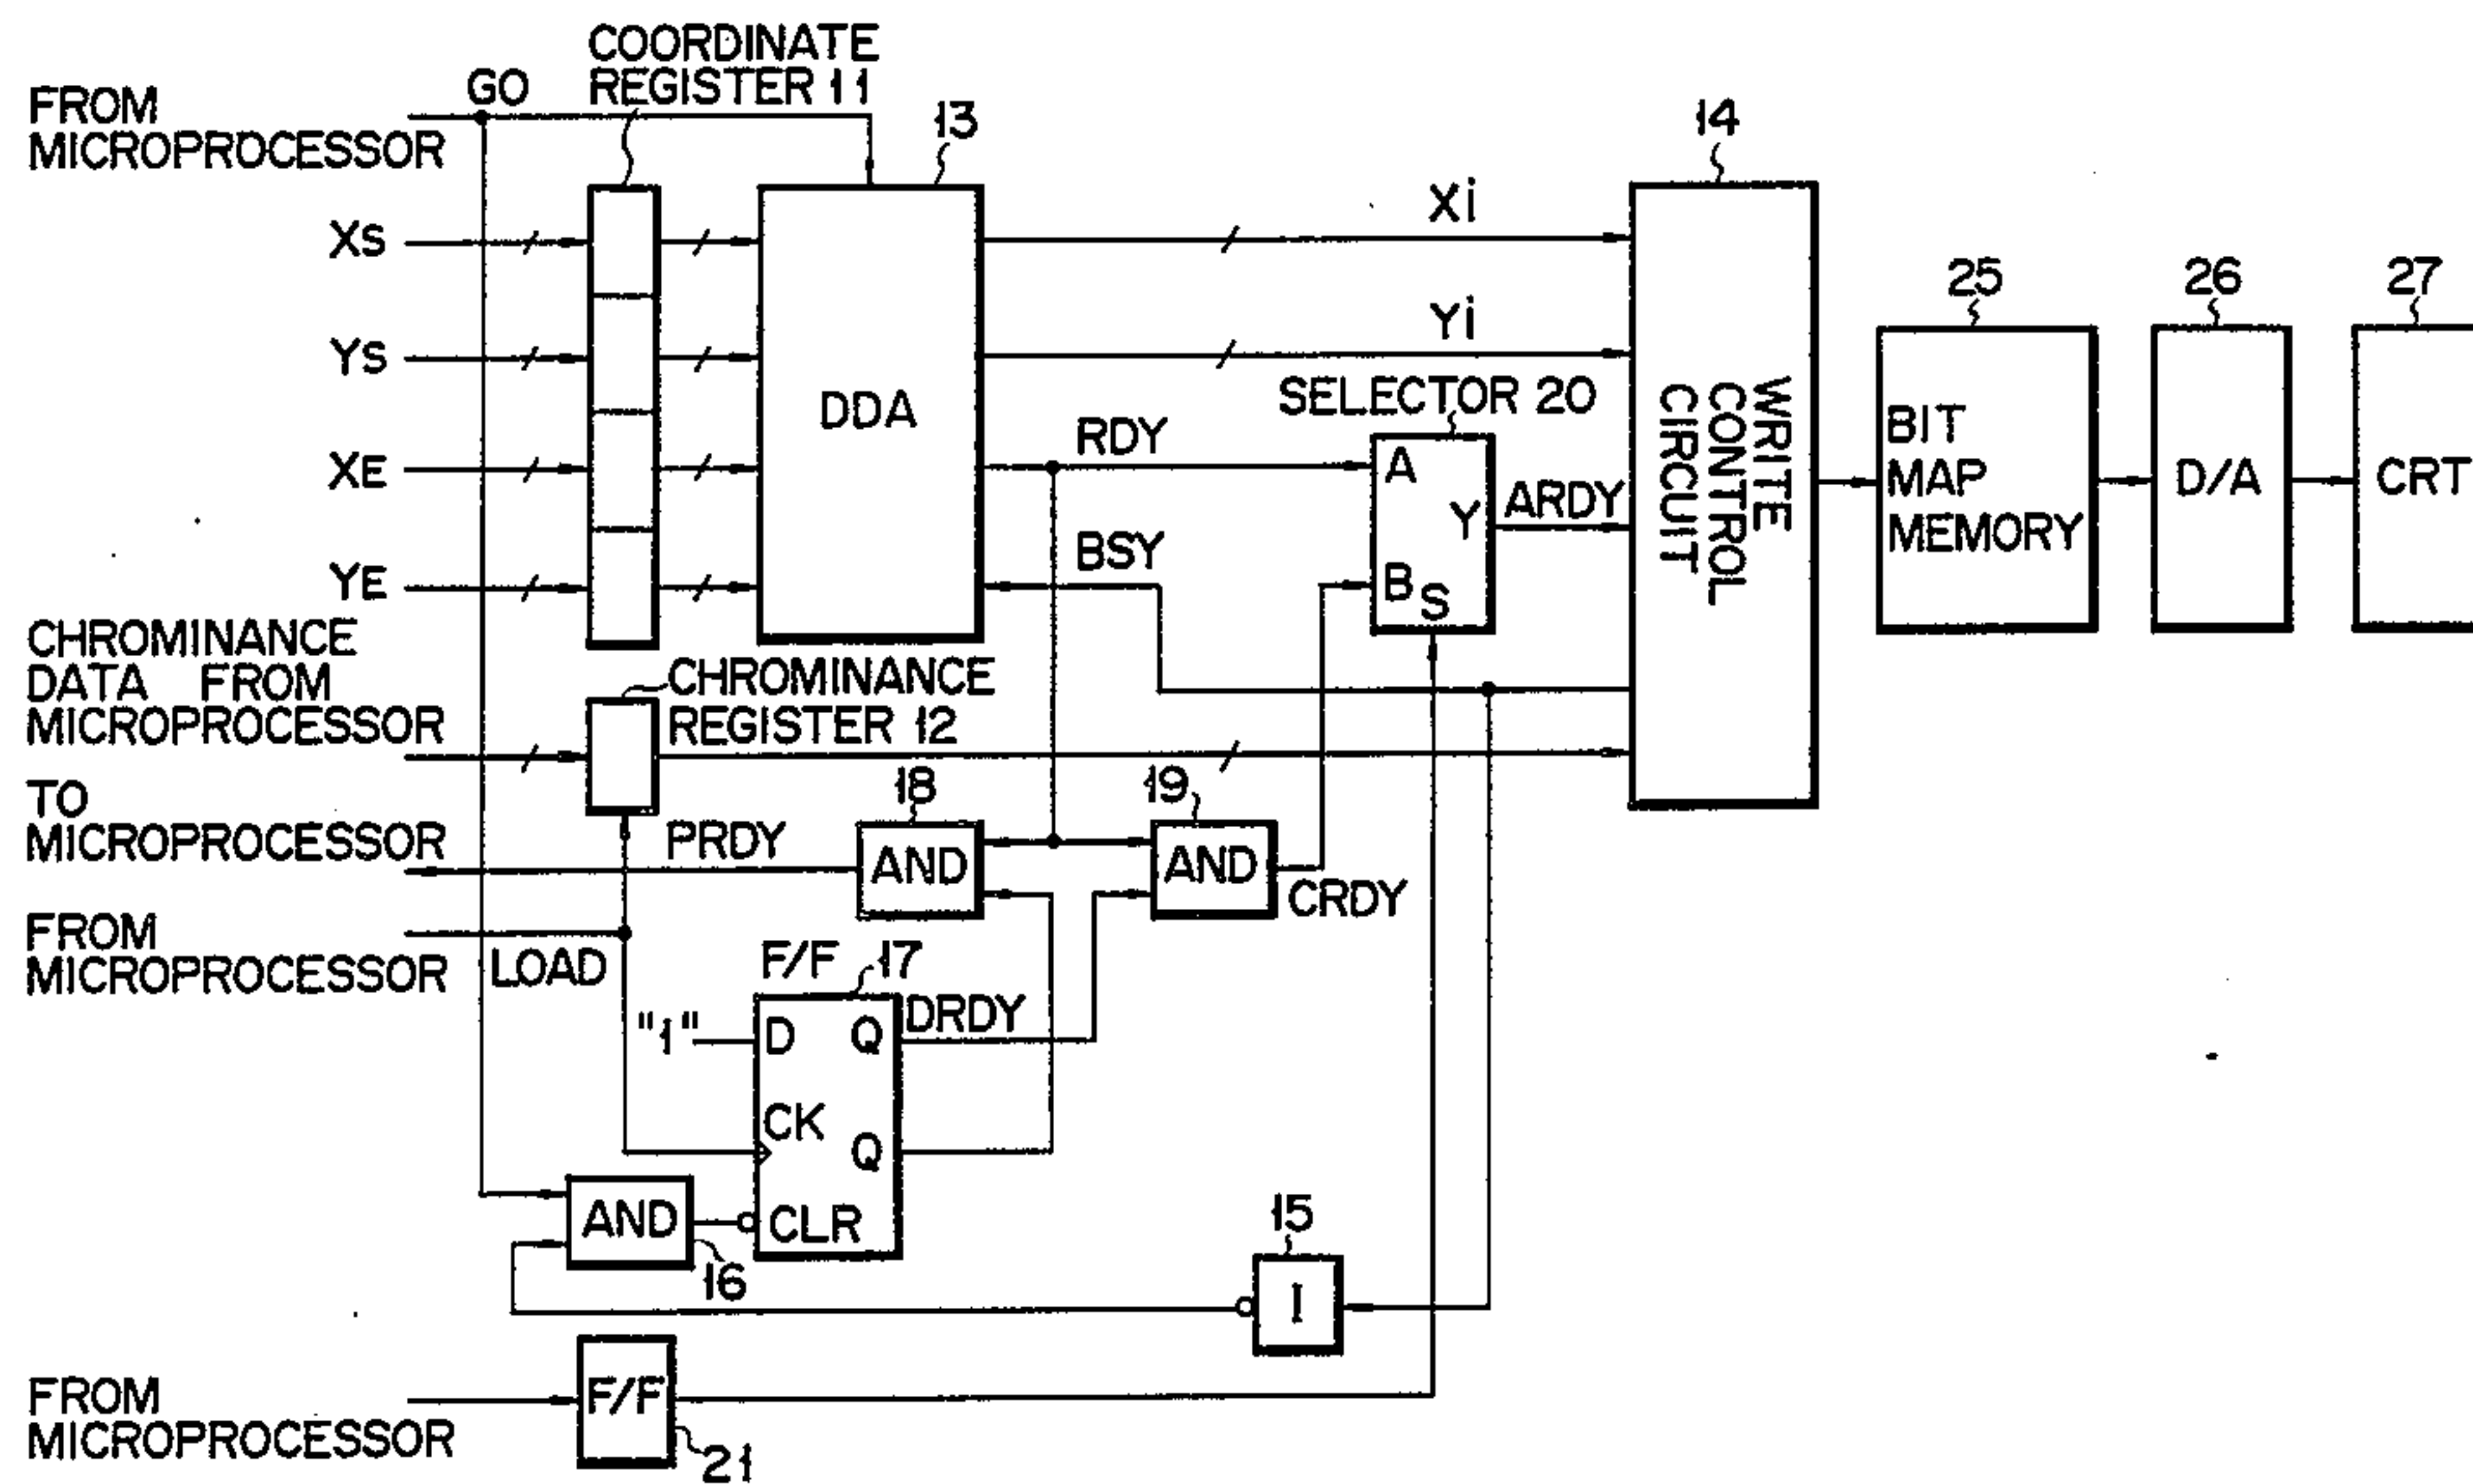 COORDINATE
REGISTER 11
GO
FROM
MICROPROCESSOR
13
14
XS
Xi
YS
Yi
25
26
27
DDA
SELECTOR 20
XE
RDY
A
Y
ARDY
WRITE
CONTROL
CIRCUIT
BIT
MAP
MEMORY
D/A
CRT
YE
BSY
B
S
CHROMINANCE
DATA FROM
MICROPROCESSOR
CHROMINANCE
REGISTER 12
TO
MICROPROCESSOR
PRDY
18
AND
19
AND
CRDY
FROM
MICROPROCESSOR
LOAD
F/F
17
"1"
D
Q
DRDY
CK
Q
CLR
AND
16
15
I
FROM
MICROPROCESSOR
F/F
21